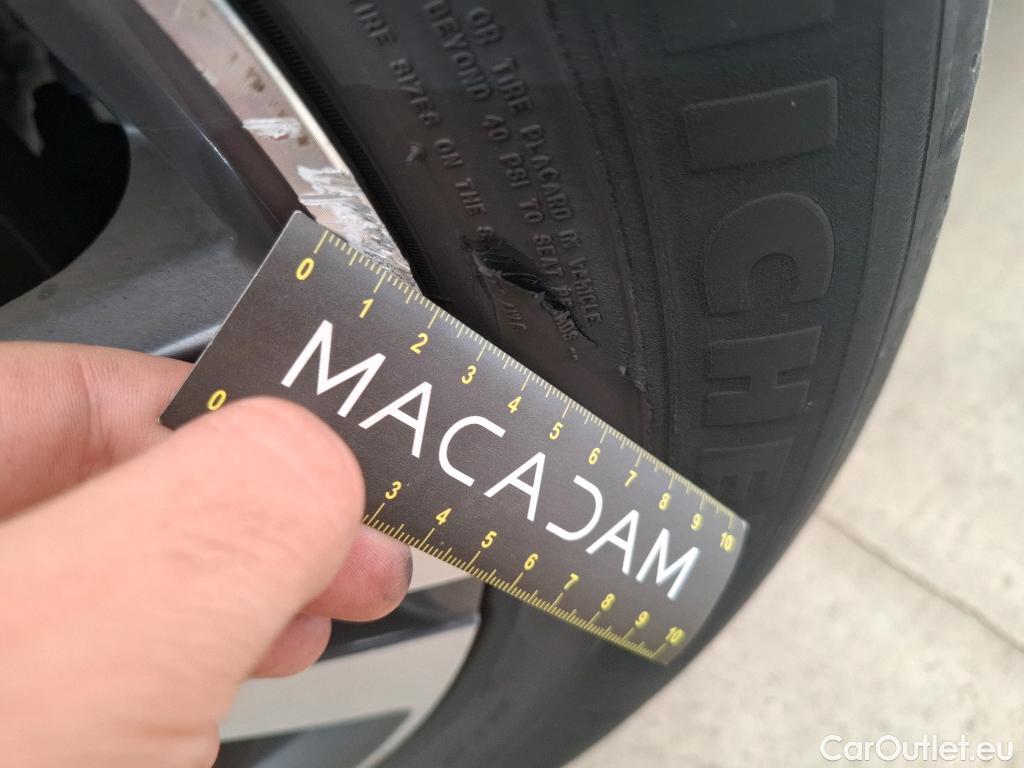 OR TIRE PLACARD IN VEHICLE
BEYOND 40 PSI TO SEAT BEADS
TIRE SIZES ON THE
MICHE
0 1 2 3 4 5 6 7 8 9 10
MACADAM
0 3 4 5 6 7 8 9 10
CarOutlet.eu